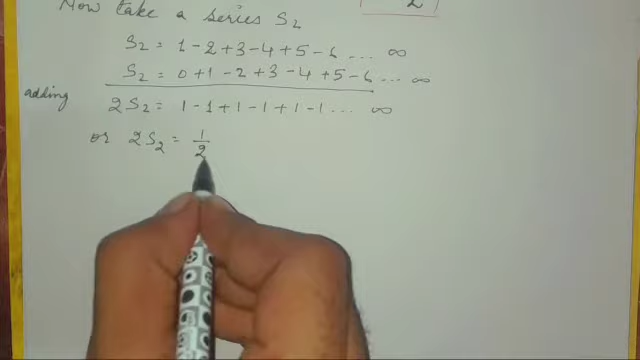 2
Now take a series S2
S2 = 1 - 2 + 3 - 4 + 5 - 6 ... ∞
S2 = 0 + 1 - 2 + 3 - 4 + 5 - 6 ... ∞
adding 2S2 = 1 - 1 + 1 - 1 + 1 - 1 ... ∞
or 2S2 = 1/2